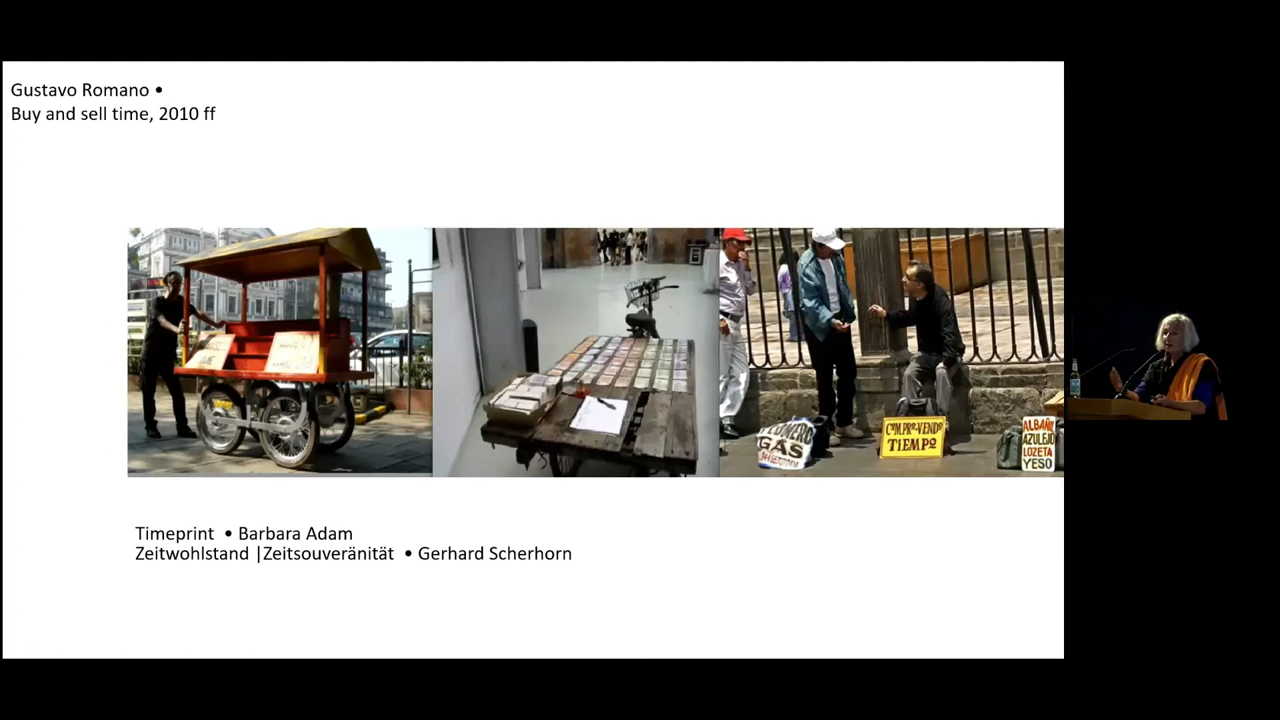 Gustavo Romano •
Buy and sell time, 2010 ff
GAS
COMPRO-VENDO
TIEMPO
AZULEJO
LOZETA
YESO
Timeprint • Barbara Adam
Zeitwohlstand |Zeitsouveränität • Gerhard Scherhorn